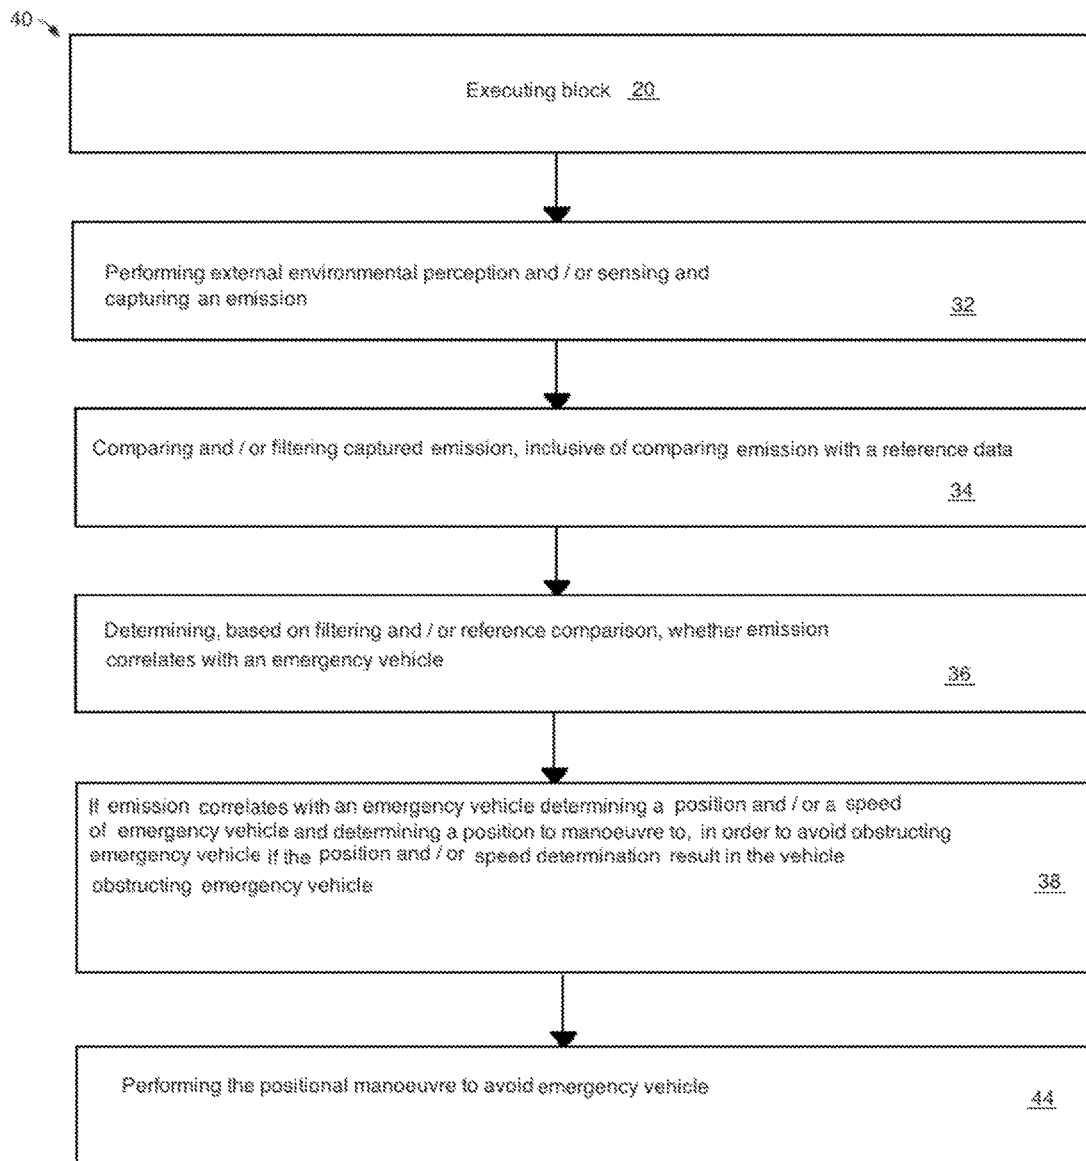 40
Executing block 20
Performing external environmental perception and / or sensing and
capturing an emission
32
Comparing and / or filtering captured emission, inclusive of comparing emission with a reference data
34
Determining, based on filtering and / or reference comparison, whether emission
correlates with an emergency vehicle
36
If emission correlates with an emergency vehicle determining a position and / or a speed
of emergency vehicle and determining a position to manoeuvre to, in order to avoid obstructing
emergency vehicle if the position and / or speed determination result in the vehicle
obstructing emergency vehicle
38
Performing the positional manoeuvre to avoid emergency vehicle
44